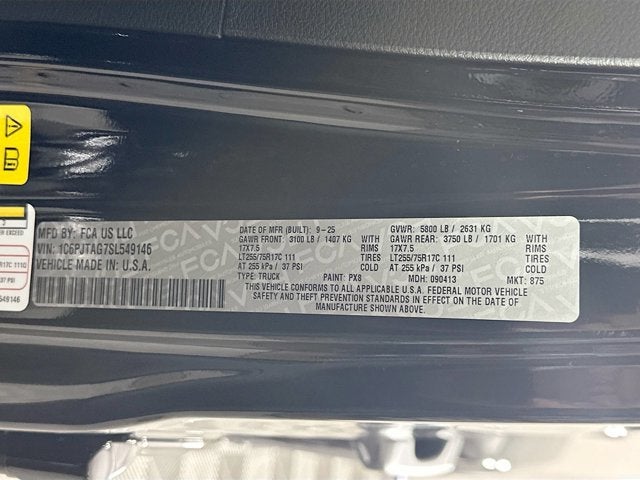 MFD BY: FCA US LLC
VIN: 1C6PJTAG7SL549146
VEHICLE MADE IN U.S.A.
DATE OF MFR (BUILT): 9-25
GAWR FRONT: 3100 LB / 1407 KG WITH
17X7.5 RIMS
LT255/75R17C 111 TIRES
AT 255 kPa / 37 PSI
TYPE: TRUCK PAINT: PX8
GVWR: 5800 LB / 2631 KG
GAWR REAR: 3750 LB / 1701 KG WITH
17X7.5 RIMS
LT255/75R17C 111 TIRES
AT 255 kPa / 37 PSI
MDH: 090413 MKT: 875
THIS VEHICLE CONFORMS TO ALL APPLICABLE U.S.A. FEDERAL MOTOR VEHICLE
SAFETY AND THEFT PREVENTION STANDARDS IN EFFECT ON THE DATE OF
MANUFACTURE SHOWN ABOVE.